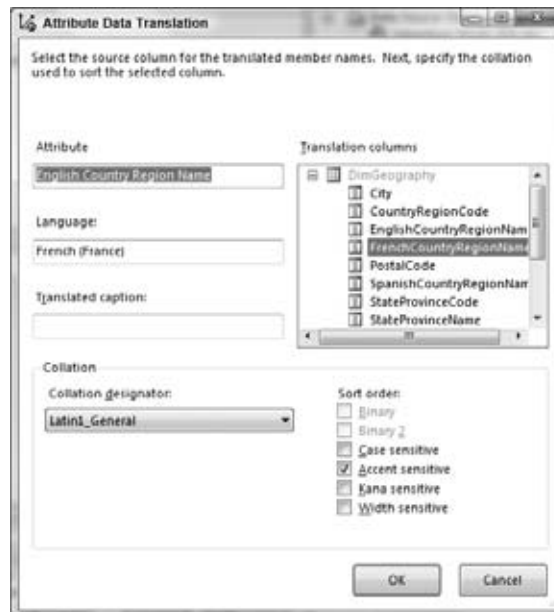 Attribute Data Translation
Select the source column for the translated member names. Next, specify the collation
used to sort the selected column.
Attribute
English Country Region Name
Language:
French (France)
Translated caption:
Translation columns
DimGeography
City
CountryRegionCode
EnglishCountryRegionNam
FrenchCountryRegionName
PostalCode
SpanishCountryRegionNam
StateProvinceCode
StateProvinceName
Collation
Collation designator:
Latin1_General
Sort order:
Binary
Binary 2
Case sensitive
Accent sensitive
Kana sensitive
Width sensitive
OK
Cancel